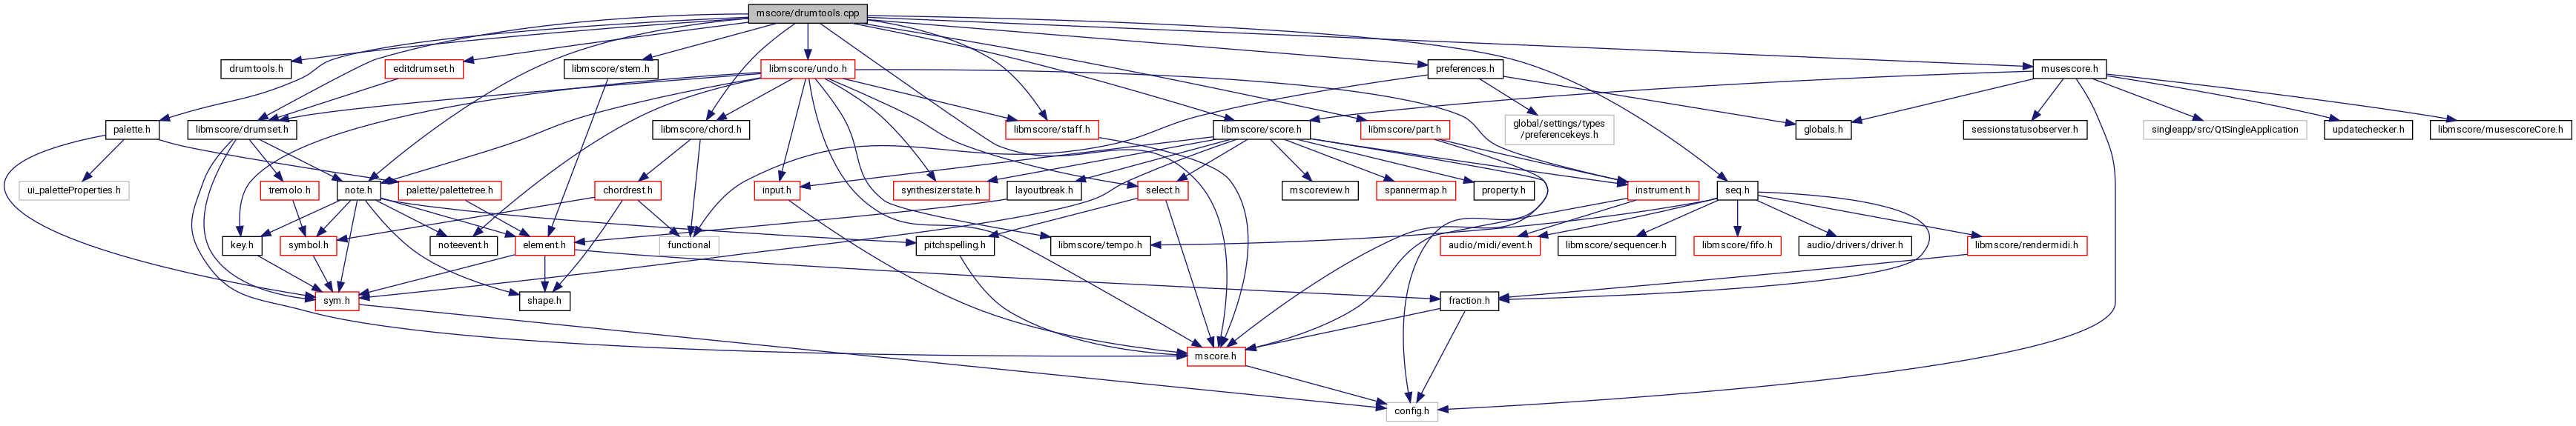 mscore/drumtools.cpp
drumtools.h
editdrumset.h
libmscore/stem.h
libmscore/undo.h
preferences.h
musescore.h
palette.h
libmscore/drumset.h
libmscore/chord.h
libmscore/staff.h
libmscore/score.h
libmscore/part.h
global/settings/types
/preferencekeys.h
globals.h
sessionstatusobserver.h
singleapp/src/QtSingleApplication
updatechecker.h
libmscore/musescoreCore.h
ui_paletteProperties.h
tremolo.h
note.h
palette/palettetree.h
chordrest.h
input.h
synthesizerstate.h
layoutbreak.h
select.h
mscoreview.h
spannermap.h
property.h
instrument.h
seq.h
key.h
symbol.h
noteevent.h
element.h
functional
pitchspelling.h
libmscore/tempo.h
audio/midi/event.h
libmscore/sequencer.h
libmscore/fifo.h
audio/drivers/driver.h
libmscore/rendermidi.h
sym.h
shape.h
fraction.h
mscore.h
config.h